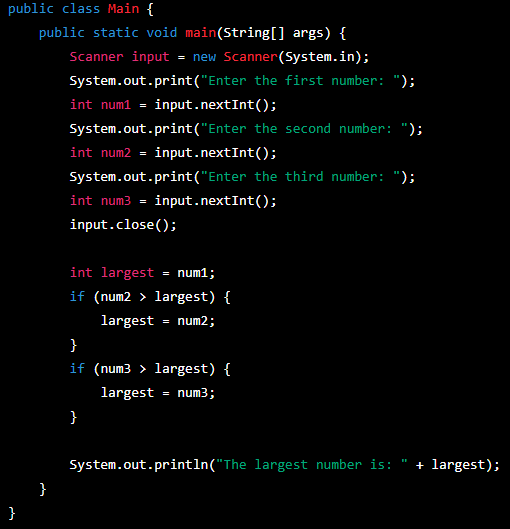 public class Main {
    public static void main(String[] args) {
        Scanner input = new Scanner(System.in);
        System.out.print("Enter the first number: ");
        int num1 = input.nextInt();
        System.out.print("Enter the second number: ");
        int num2 = input.nextInt();
        System.out.print("Enter the third number: ");
        int num3 = input.nextInt();
        input.close();

        int largest = num1;
        if (num2 > largest) {
            largest = num2;
        }
        if (num3 > largest) {
            largest = num3;
        }

        System.out.println("The largest number is: " + largest);
    }
}